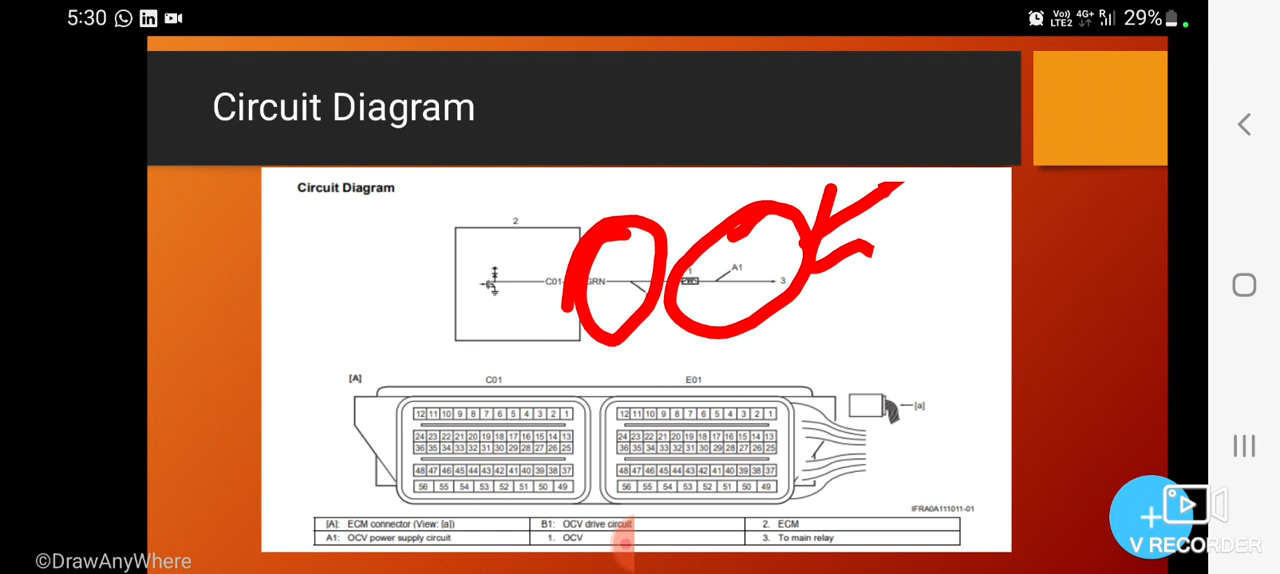 5:30 Vo)) LTE2 4G+ R 29%
Circuit Diagram
Circuit Diagram
2
C01 GRN 1 A1 3
[A] C01 E01
12 11 10 9 8 7 6 5 4 3 2 1 12 11 10 9 8 7 6 5 4 3 2 1
[a]
24 23 22 21 20 19 18 17 16 15 14 13 24 23 22 21 20 19 18 17 16 15 14 13
36 35 34 33 32 31 30 29 28 27 26 25 36 35 34 33 32 31 30 29 28 27 26 25
48 47 46 45 44 43 42 41 40 39 38 37 48 47 46 45 44 43 42 41 40 39 38 37
56 55 54 53 52 51 50 49 56 55 54 53 52 51 50 49
IFRA0A111011-01
[A]: ECM connector (View: [a]) B1: OCV drive circuit 2. ECM
A1: OCV power supply circuit 1. OCV 3. To main relay
©DrawAnyWhere
V RECORDER